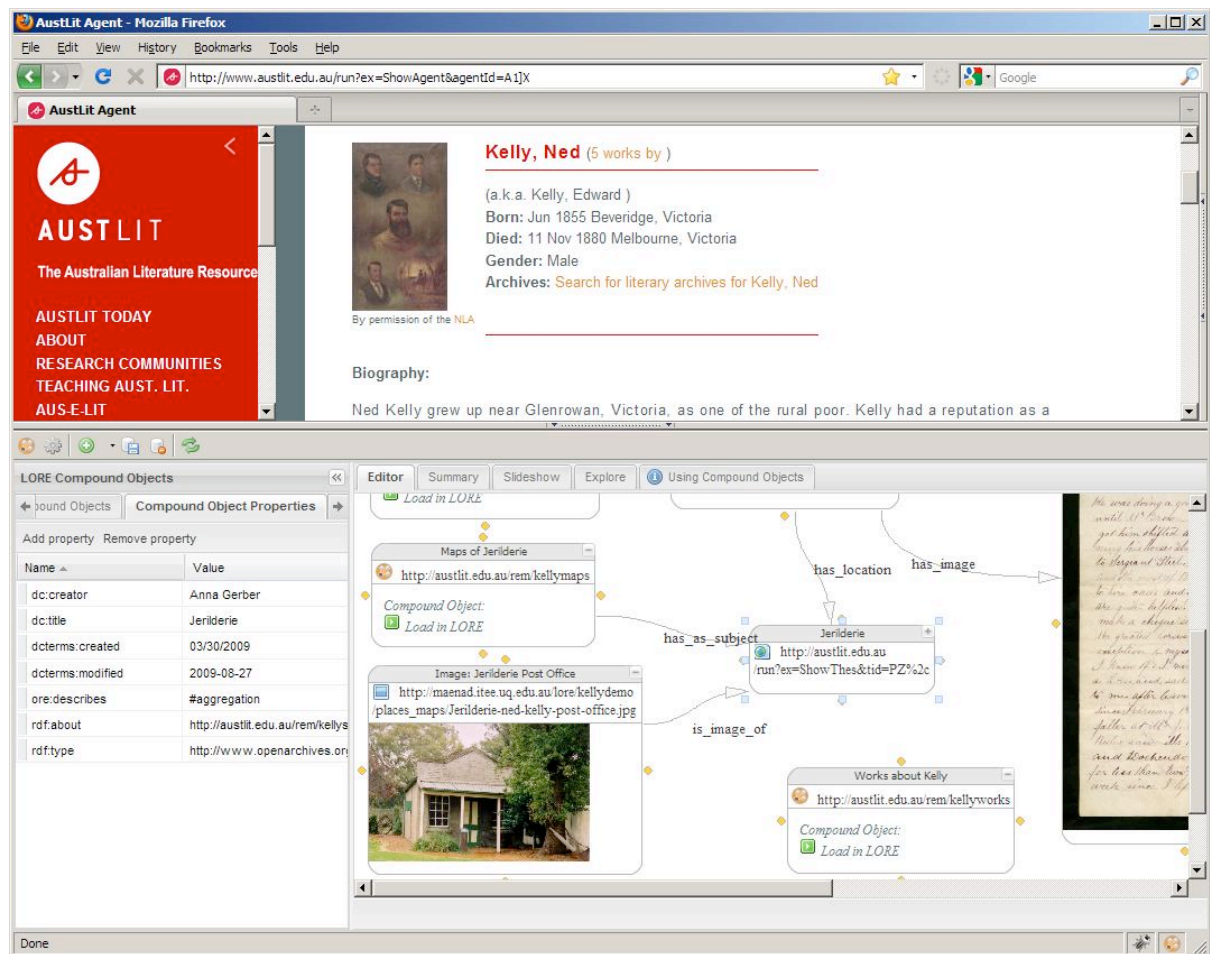 AustLit Agent - Mozilla Firefox
File Edit View History Bookmarks Tools Help
http://www.austlit.edu.au/run?ex=ShowAgent&agentId=A1]X
Google
AustLit Agent
AUSTLIT
The Australian Literature Resource
AUSTLIT TODAY
ABOUT
RESEARCH COMMUNITIES
TEACHING AUST. LIT.
AUS-E-LIT
By permission of the NLA
Kelly, Ned (5 works by )
(a.k.a. Kelly, Edward )
Born: Jun 1855 Beveridge, Victoria
Died: 11 Nov 1880 Melbourne, Victoria
Gender: Male
Archives: Search for literary archives for Kelly, Ned
Biography:
Ned Kelly grew up near Glenrowan, Victoria, as one of the rural poor. Kelly had a reputation as a
LORE Compound Objects
Objects Compound Object Properties
Add property Remove property
Name Value
dc:creator Anna Gerber
dc:title Jerilderie
dcterms:created 03/30/2009
dcterms:modified 2009-08-27
ore:describes #aggregation
rdf:about http://austlit.edu.au/rem/kellys
rdf:type http://www.openarchives.or
Editor Summary Slideshow Explore Using Compound Objects
Load in LORE
Maps of Jerilderie
http://austlit.edu.au/rem/kellymaps
Compound Object:
Load in LORE
has_location
has_image
has_as_subject
Jerilderie
http://austlit.edu.au
/run?ex=ShowThes&tid=PZ%2c
Image: Jerilderie Post Office
http://maenad.itee.uq.edu.au/lore/kellydemo
/places_maps/Jerilderie-ned-kelly-post-office.jpg
is_image_of
Works about Kelly
http://austlit.edu.au/rem/kellyworks
Compound Object:
Load in LORE
Done